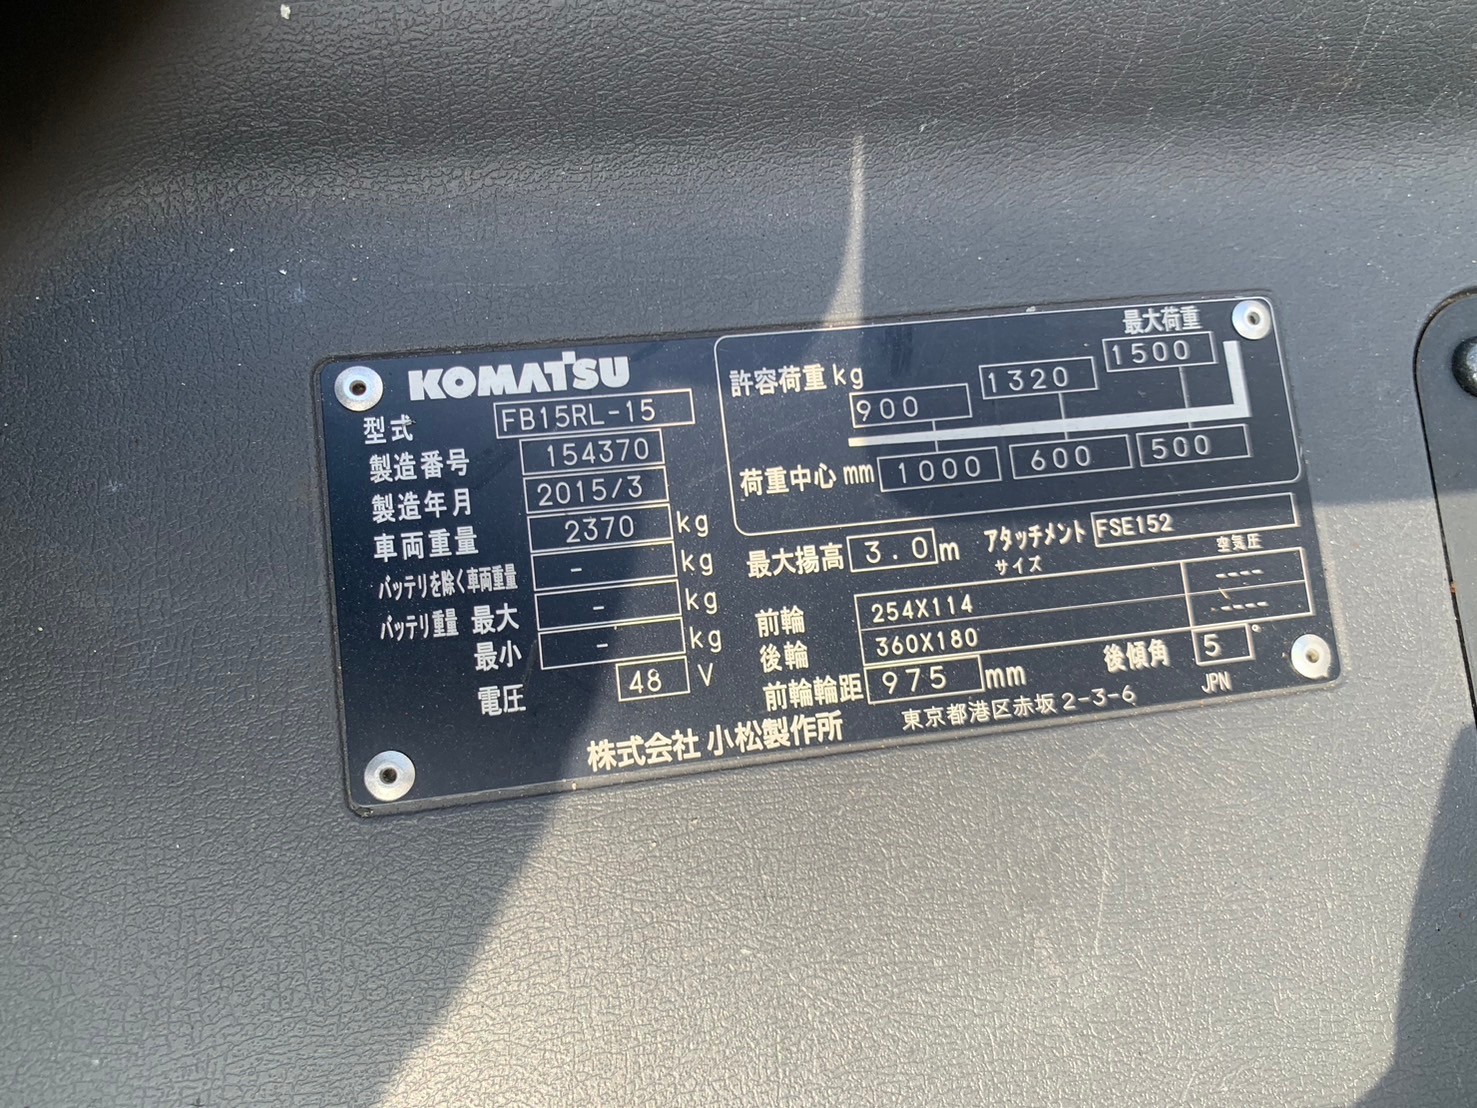 KOMATSU
型式 FB15RL-15
製造番号 154370
製造年月 2015/3
車両重量 2370 kg
バッテリを除く車両重量 - kg
バッテリ重量 最大 - kg
最小 - kg
電圧 48 V
最大荷重
許容荷重 kg 900 1320 1500
荷重中心 mm 1000 600 500
最大揚高 3.0 m アタッチメント FSE152
サイズ 空気圧
前輪 254X114 ----
後輪 360X180 ----
前輪輪距 975 mm 後傾角 5°
株式会社 小松製作所 東京都港区赤坂 2-3-6 JPN